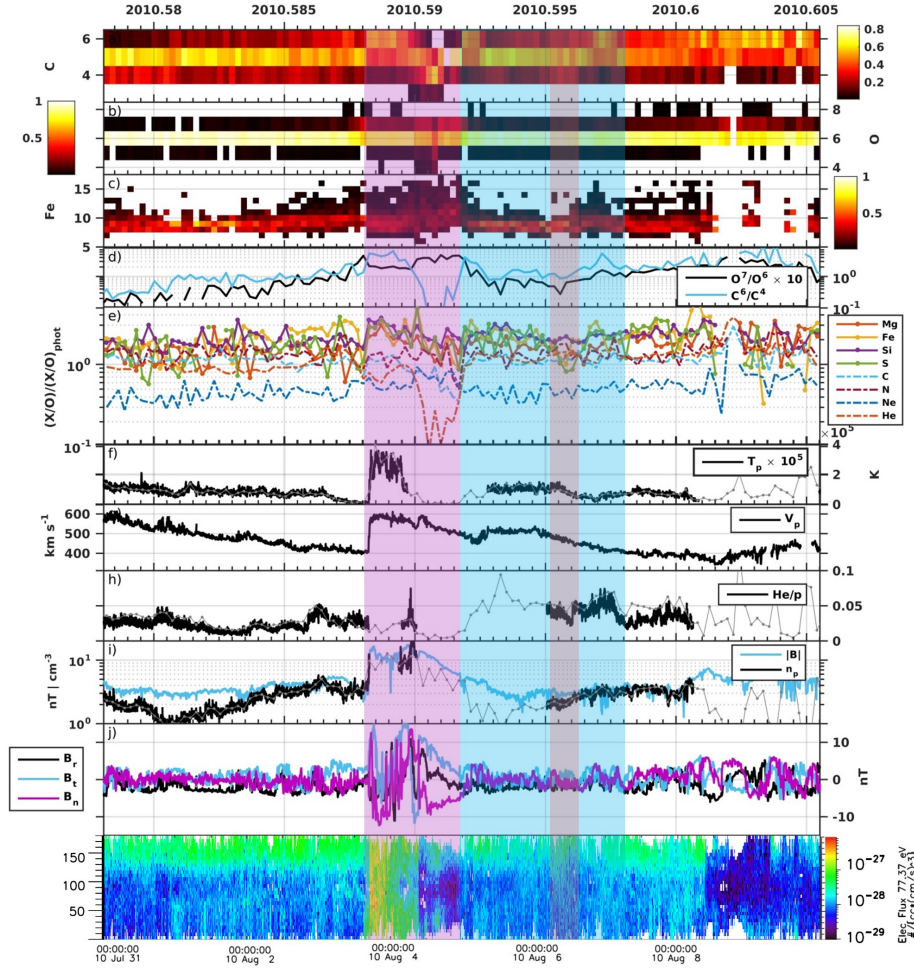 2010.58 2010.585 2010.59 2010.595 2010.6 2010.605
C
6
4
0.8
0.6
0.4
0.2
b)
1
0.5
8
6
4
O
c)
Fe
15
10
5
1
0.5
d)
O⁷/O⁶ × 10
C⁶/C⁴
10⁰
10⁻¹
e)
(X/O)/(X/O)phot
10⁰
10⁻¹
Mg
Fe
Si
S
C
N
Ne
He
×10⁵
f)
Tp × 10⁵
4
2
0
K
600
500
400
km s⁻¹
Vp
h)
He/p
0.1
0.05
0
i)
nT | cm⁻³
10¹
10⁰
|B|
np
j)
Br
Bt
Bn
10
0
-10
nT
150
100
50
10⁻²⁷
10⁻²⁸
10⁻²⁹
Elec Flux 77.37 eV
00:00:00 00:00:00 00:00:00 00:00:00 00:00:00
10 Jul 31 10 Aug 2 10 Aug 4 10 Aug 6 10 Aug 8